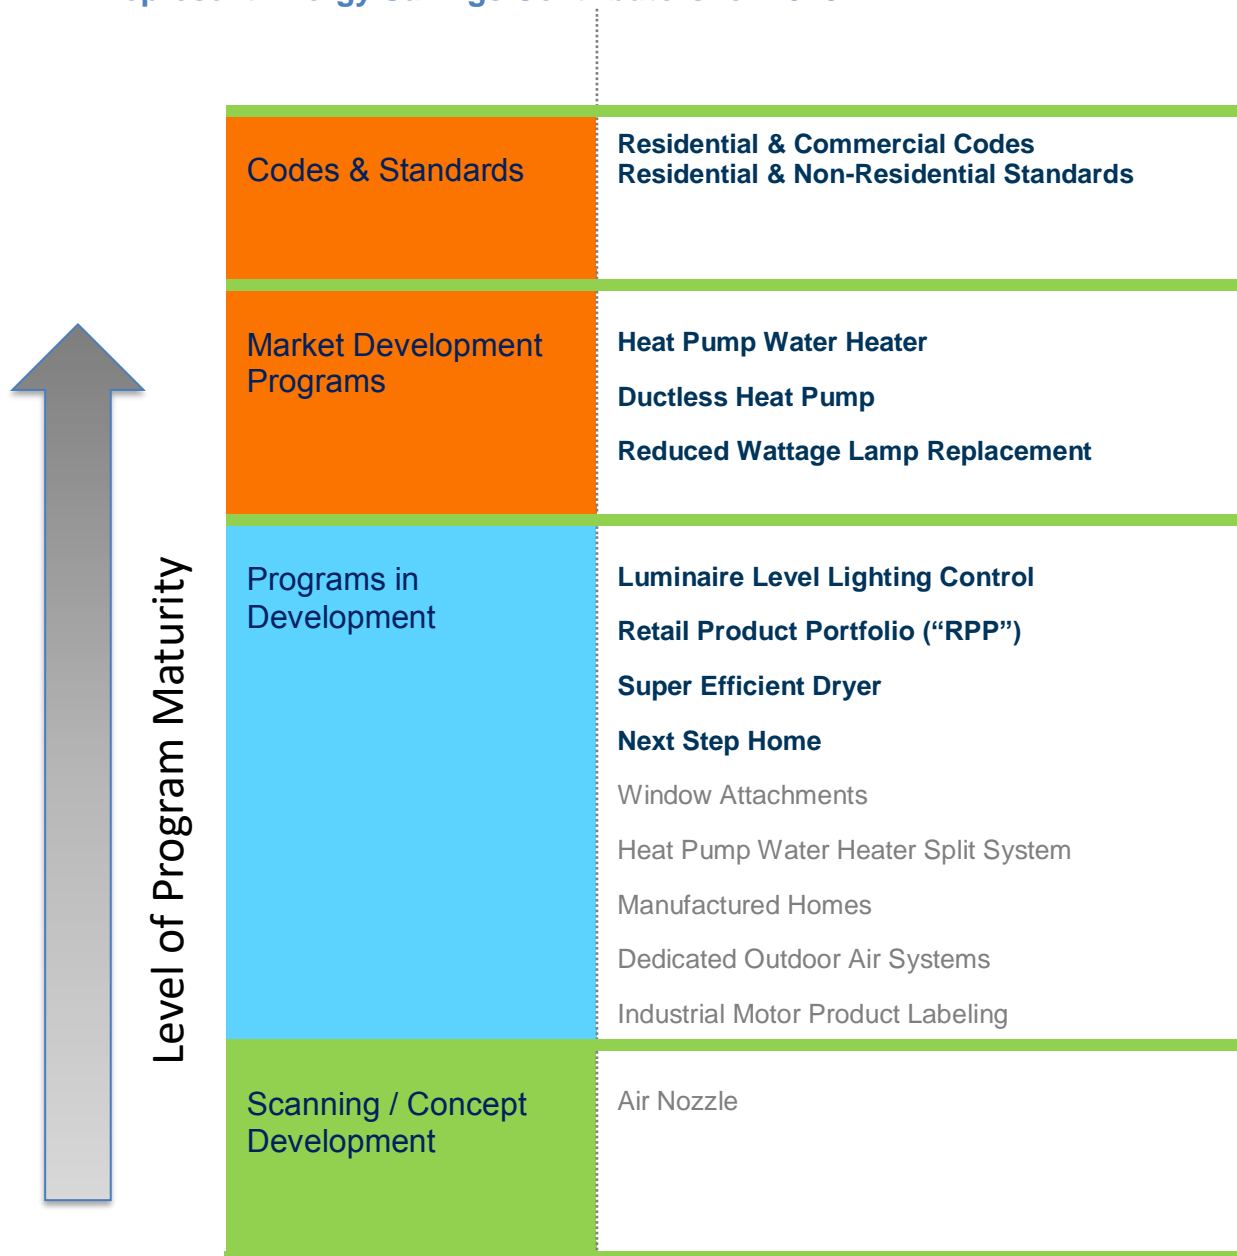 Codes & Standards
Residential & Commercial Codes
Residential & Non-Residential Standards
Market Development
Programs
Heat Pump Water Heater
Ductless Heat Pump
Reduced Wattage Lamp Replacement
Level of Program Maturity
Programs in
Development
Luminaire Level Lighting Control
Retail Product Portfolio (“RPP”)
Super Efficient Dryer
Next Step Home
Window Attachments
Heat Pump Water Heater Split System
Manufactured Homes
Dedicated Outdoor Air Systems
Industrial Motor Product Labeling
Scanning / Concept
Development
Air Nozzle